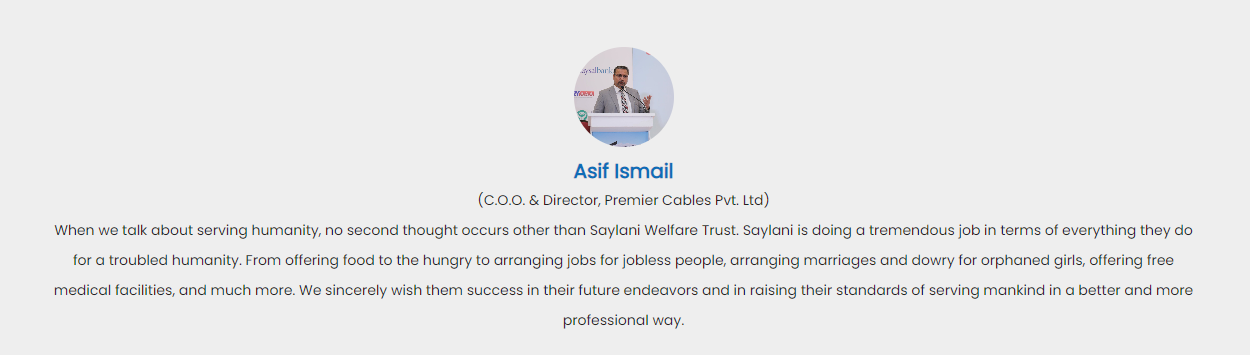 Asif Ismail
(C.O.O. & Director, Premier Cables Pvt. Ltd)
When we talk about serving humanity, no second thought occurs other than Saylani Welfare Trust. Saylani is doing a tremendous job in terms of everything they do
for a troubled humanity. From offering food to the hungry to arranging jobs for jobless people, arranging marriages and dowry for orphaned girls, offering free
medical facilities, and much more. We sincerely wish them success in their future endeavors and in raising their standards of serving mankind in a better and more
professional way.